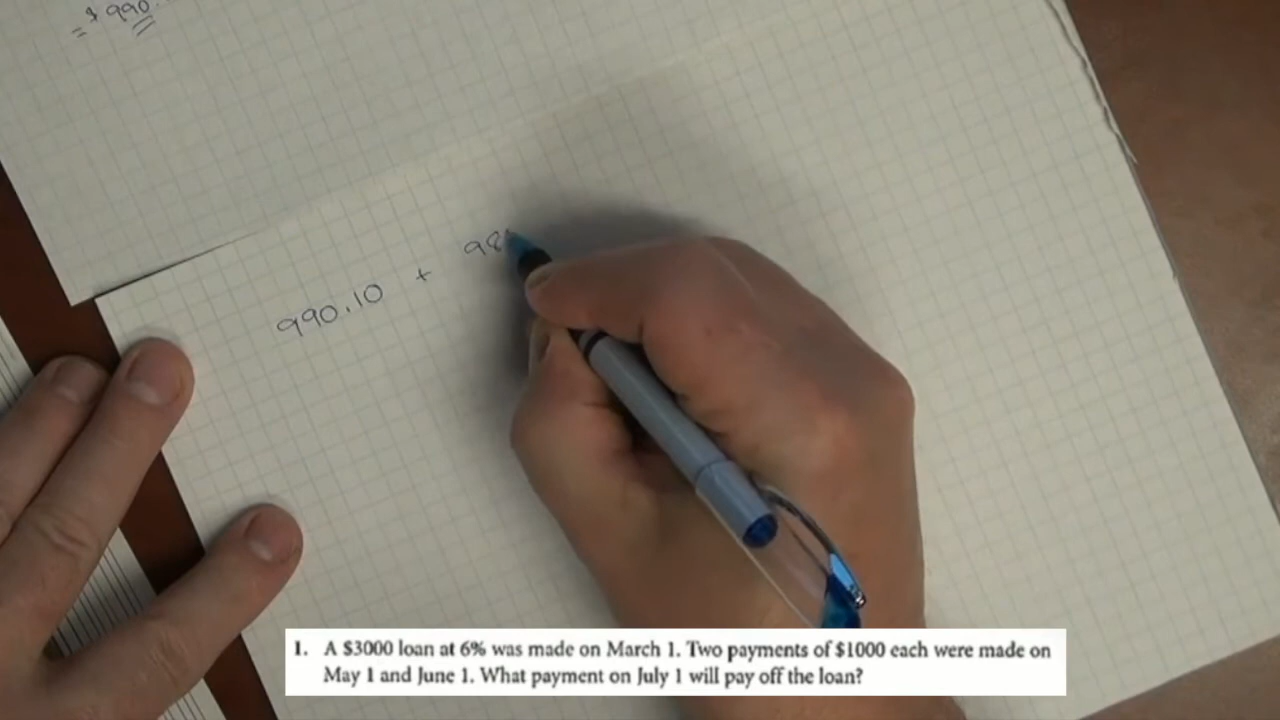 = $990.
990.10 + 98
1. A $3000 loan at 6% was made on March 1. Two payments of $1000 each were made on
May 1 and June 1. What payment on July 1 will pay off the loan?